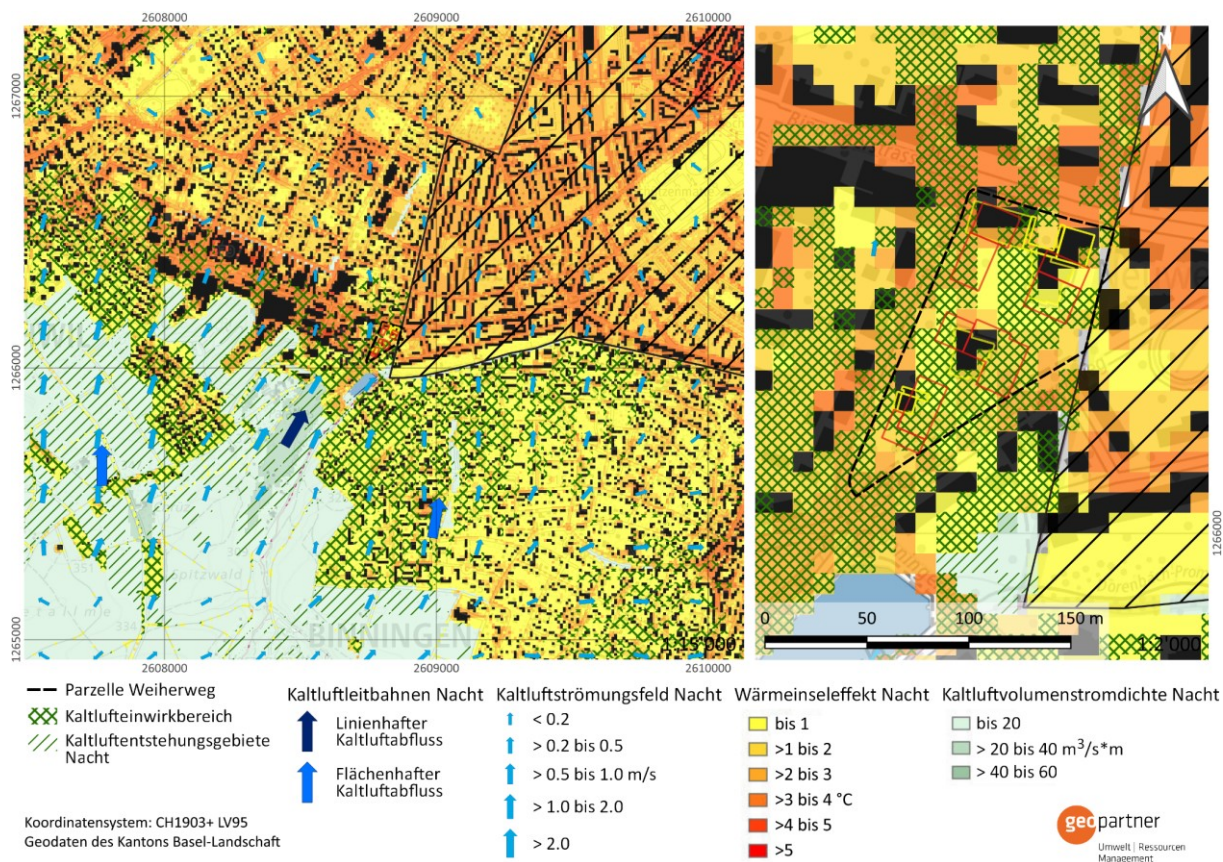 2608000
2609000
2610000
1267000
1266000
1265000
351
Spitzwald
334
BINNINGEN
1:15'000
2608000
2609000
2610000
1266000
0 50 100 150 m
1:2'000
Parzelle Weiherweg
Kaltlufteinwirkbereich
Kaltluftentstehungsgebiete
Nacht
Koordinatensystem: CH1903+ LV95
Geodaten des Kantons Basel-Landschaft
Kaltluftleitbahnen Nacht
Linienhafter
Kaltluftabfluss
Flächenhafter
Kaltluftabfluss
Kaltluftströmungsfeld Nacht
< 0.2
> 0.2 bis 0.5
> 0.5 bis 1.0 m/s
> 1.0 bis 2.0
> 2.0
Wärmeinseleffekt Nacht
bis 1
>1 bis 2
>2 bis 3
>3 bis 4 °C
>4 bis 5
>5
Kaltluftvolumenstromdichte Nacht
bis 20
> 20 bis 40 m³/s*m
> 40 bis 60
geopartner
Umwelt | Ressourcen
Management